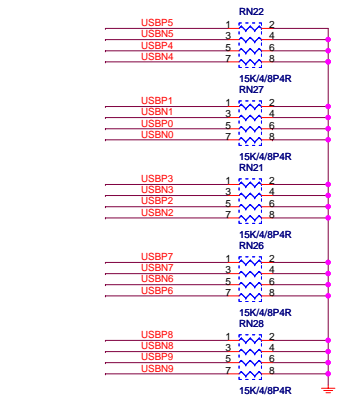 RN22
USBP5 1 2
USBN5 3 4
USBP4 5 6
USBN4 7 8
15K/4/8P4R
RN27
USBP1 1 2
USBN1 3 4
USBP0 5 6
USBN0 7 8
15K/4/8P4R
RN21
USBP3 1 2
USBN3 3 4
USBP2 5 6
USBN2 7 8
15K/4/8P4R
RN26
USBP7 1 2
USBN7 3 4
USBN6 5 6
USBP6 7 8
15K/4/8P4R
RN28
USBP8 1 2
USBN8 3 4
USBP9 5 6
USBN9 7 8
15K/4/8P4R